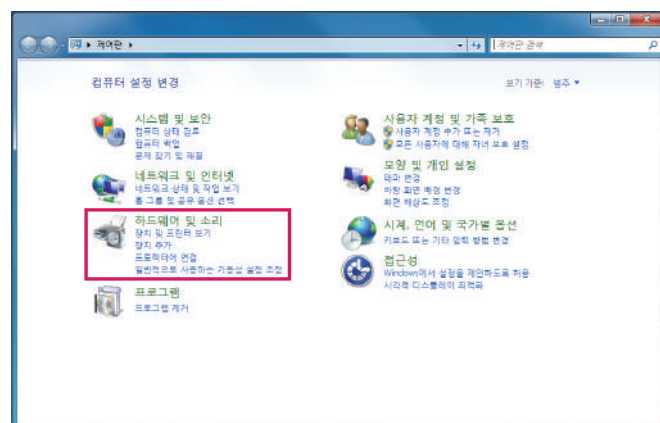 제어판
제어판 검색
컴퓨터 설정 변경
보기 기준: 범주
시스템 및 보안
컴퓨터 상태 검토
컴퓨터 백업
문제 찾기 및 해결
네트워크 및 인터넷
네트워크 상태 및 작업 보기
홈 그룹 및 공유 옵션 선택
하드웨어 및 소리
장치 및 프린터 보기
장치 추가
프로젝터에 연결
일반적으로 사용하는 기동성 설정 조정
프로그램
프로그램 제거
사용자 계정 및 가족 보호
사용자 계정 추가 또는 제거
모든 사용자에 대해 자녀 보호 설정
모양 및 개인 설정
테마 변경
바탕 화면 배경 변경
화면 해상도 조정
시계, 언어 및 국가별 옵션
키보드 또는 기타 입력 방법 변경
접근성
Windows에서 설정을 제안하도록 허용
시각적 디스플레이 최적화